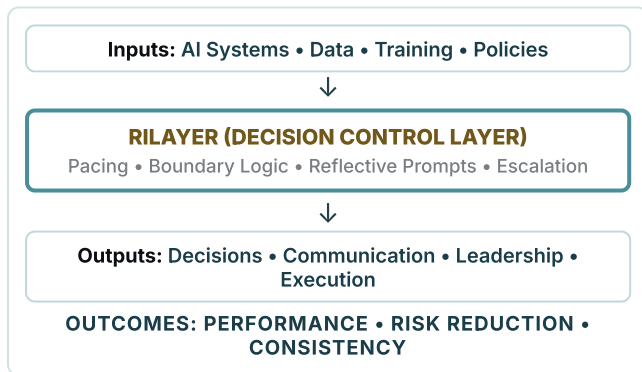 Inputs: AI Systems • Data • Training • Policies
↓
RILAYER (DECISION CONTROL LAYER)
Pacing • Boundary Logic • Reflective Prompts • Escalation
↓
Outputs: Decisions • Communication • Leadership •
Execution
OUTCOMES: PERFORMANCE • RISK REDUCTION •
CONSISTENCY